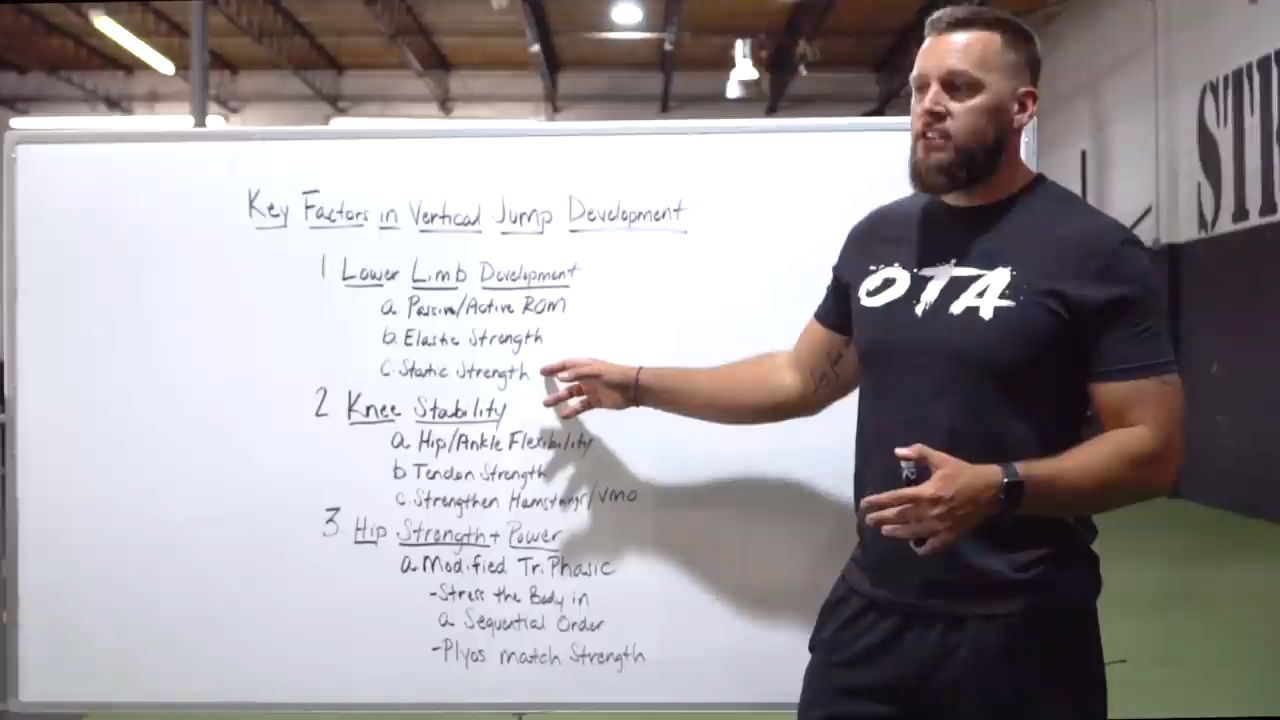 Key Factors in Vertical Jump Development
1 Lower Limb Development
a. Passive/Active ROM
b. Elastic Strength
c. Static Strength
2 Knee Stability
a. Hip/Ankle Flexibility
b Tendon Strength
c. Strengthen Hamstrings/VMO
3 Hip Strength + Power
a. Modified Tri Phasic
-Stress the Body in
a Sequential Order
-Plyos match Strength
OTA